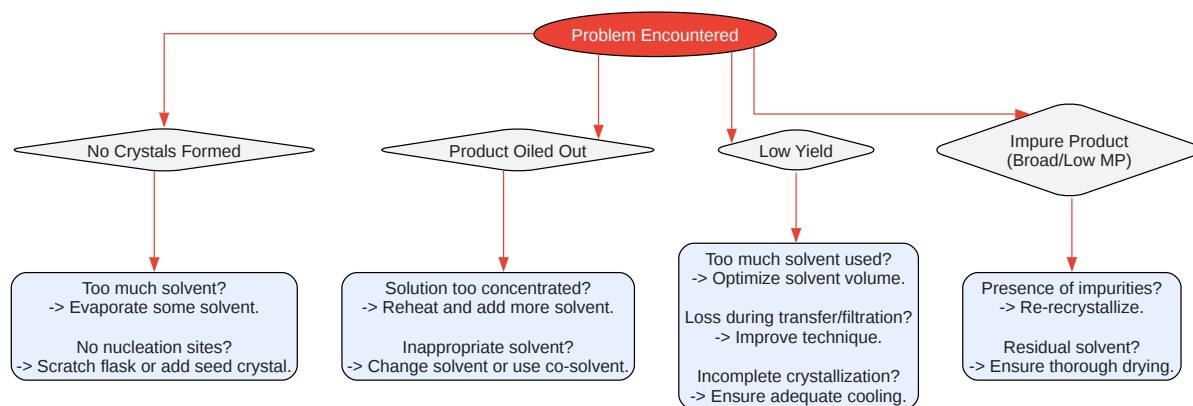 Problem Encountered
No Crystals Formed
Product Oiled Out
Low Yield
Impure Product
(Broad/Low MP)
Too much solvent?
-> Evaporate some solvent.
No nucleation sites?
-> Scratch flask or add seed crystal.
Solution too concentrated?
-> Reheat and add more solvent.
Inappropriate solvent?
-> Change solvent or use co-solvent.
Too much solvent used?
-> Optimize solvent volume.
Loss during transfer/filtration?
-> Improve technique.
Incomplete crystallization?
-> Ensure adequate cooling.
Presence of impurities?
-> Re-recrystallize.
Residual solvent?
-> Ensure thorough drying.